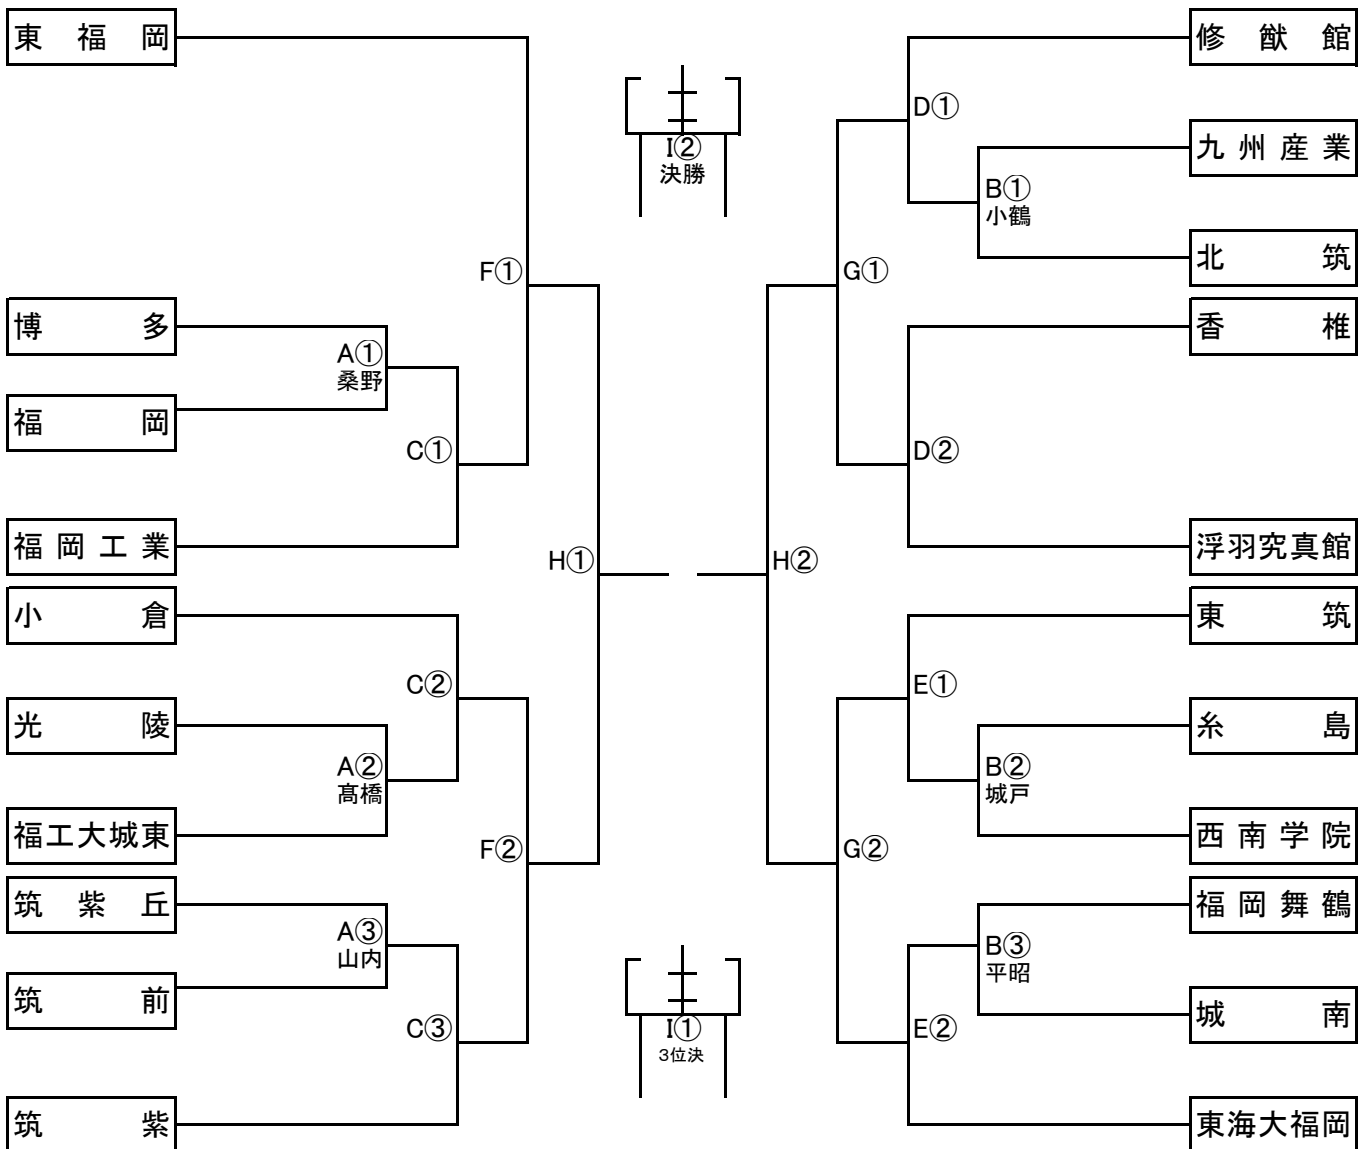 東福岡
博多
福岡
福岡工業
小倉
光陵
福工大城東
筑紫丘
筑前
筑紫
A①
桑野
A②
髙橋
A③
山内
C①
C②
C③
F①
F②
H①
I②
決勝
I①
3位決
H②
G①
G②
D①
D②
E①
E②
B①
小鶴
B②
城戸
B③
平昭
修猷館
九州産業
北筑
香椎
浮羽究真館
東筑
糸島
西南学院
福岡舞鶴
城南
東海大福岡